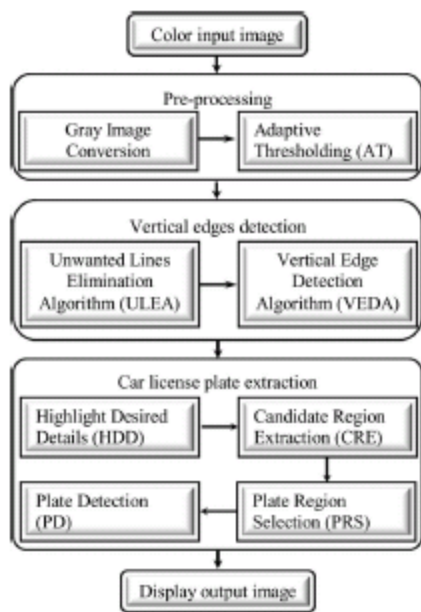 Color input image
Pre-processing
Gray Image
Conversion
Adaptive
Thresholding (AT)
Vertical edges detection
Unwanted Lines
Elimination
Algorithm (ULEA)
Vertical Edge
Detection
Algorithm (VEDA)
Car license plate extraction
Highlight Desired
Details (HDD)
Candidate Region
Extraction (CRE)
Plate Detection
(PD)
Plate Region
Selection (PRS)
Display output image